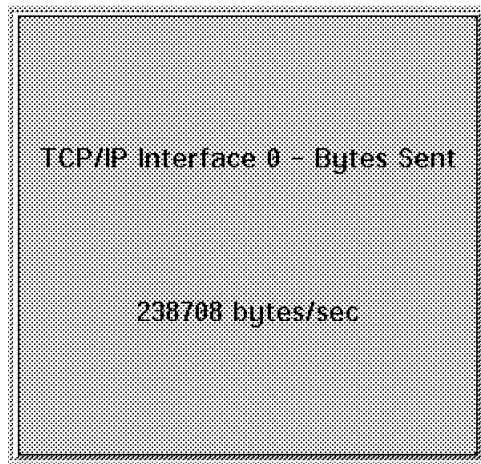 TCP/IP Interface 0 - Bytes Sent
238708 bytes/sec